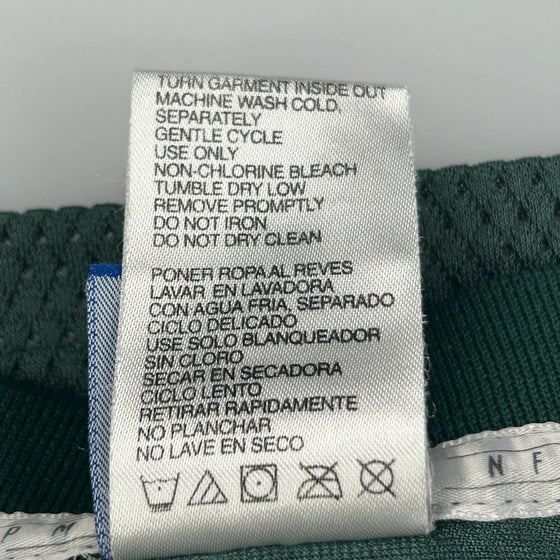 TURN GARMENT INSIDE OUT
MACHINE WASH COLD,
SEPARATELY
GENTLE CYCLE
USE ONLY
NON-CHLORINE BLEACH
TUMBLE DRY LOW
REMOVE PROMPTLY
DO NOT IRON
DO NOT DRY CLEAN
PONER ROPA AL REVES
LAVAR EN LAVADORA
CON AGUA FRIA, SEPARADO
CICLO DELICADO
USE SOLO BLANQUEADOR
SIN CLORO
SECAR EN SECADORA
CICLO LENTO
RETIRAR RAPIDAMENTE
NO PLANCHAR
NO LAVE EN SECO
N F
P M